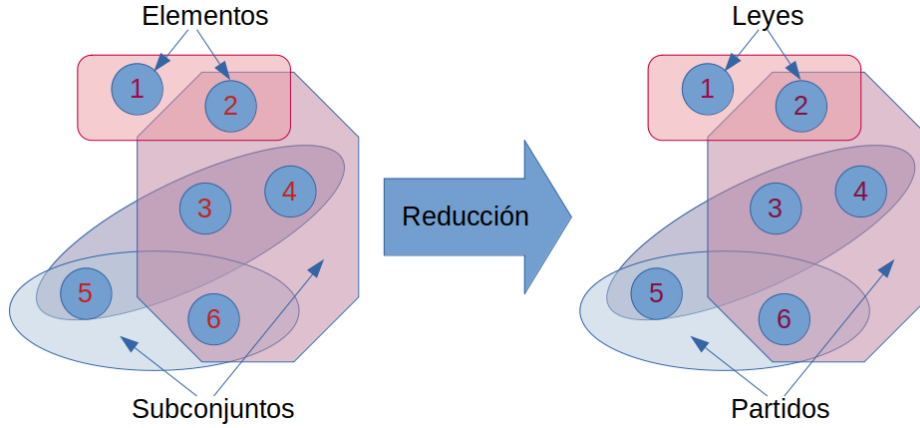 Elementos
Leyes
1
2
1
2
3
4
3
4
Reducción
5
6
5
6
Subconjuntos
Partidos